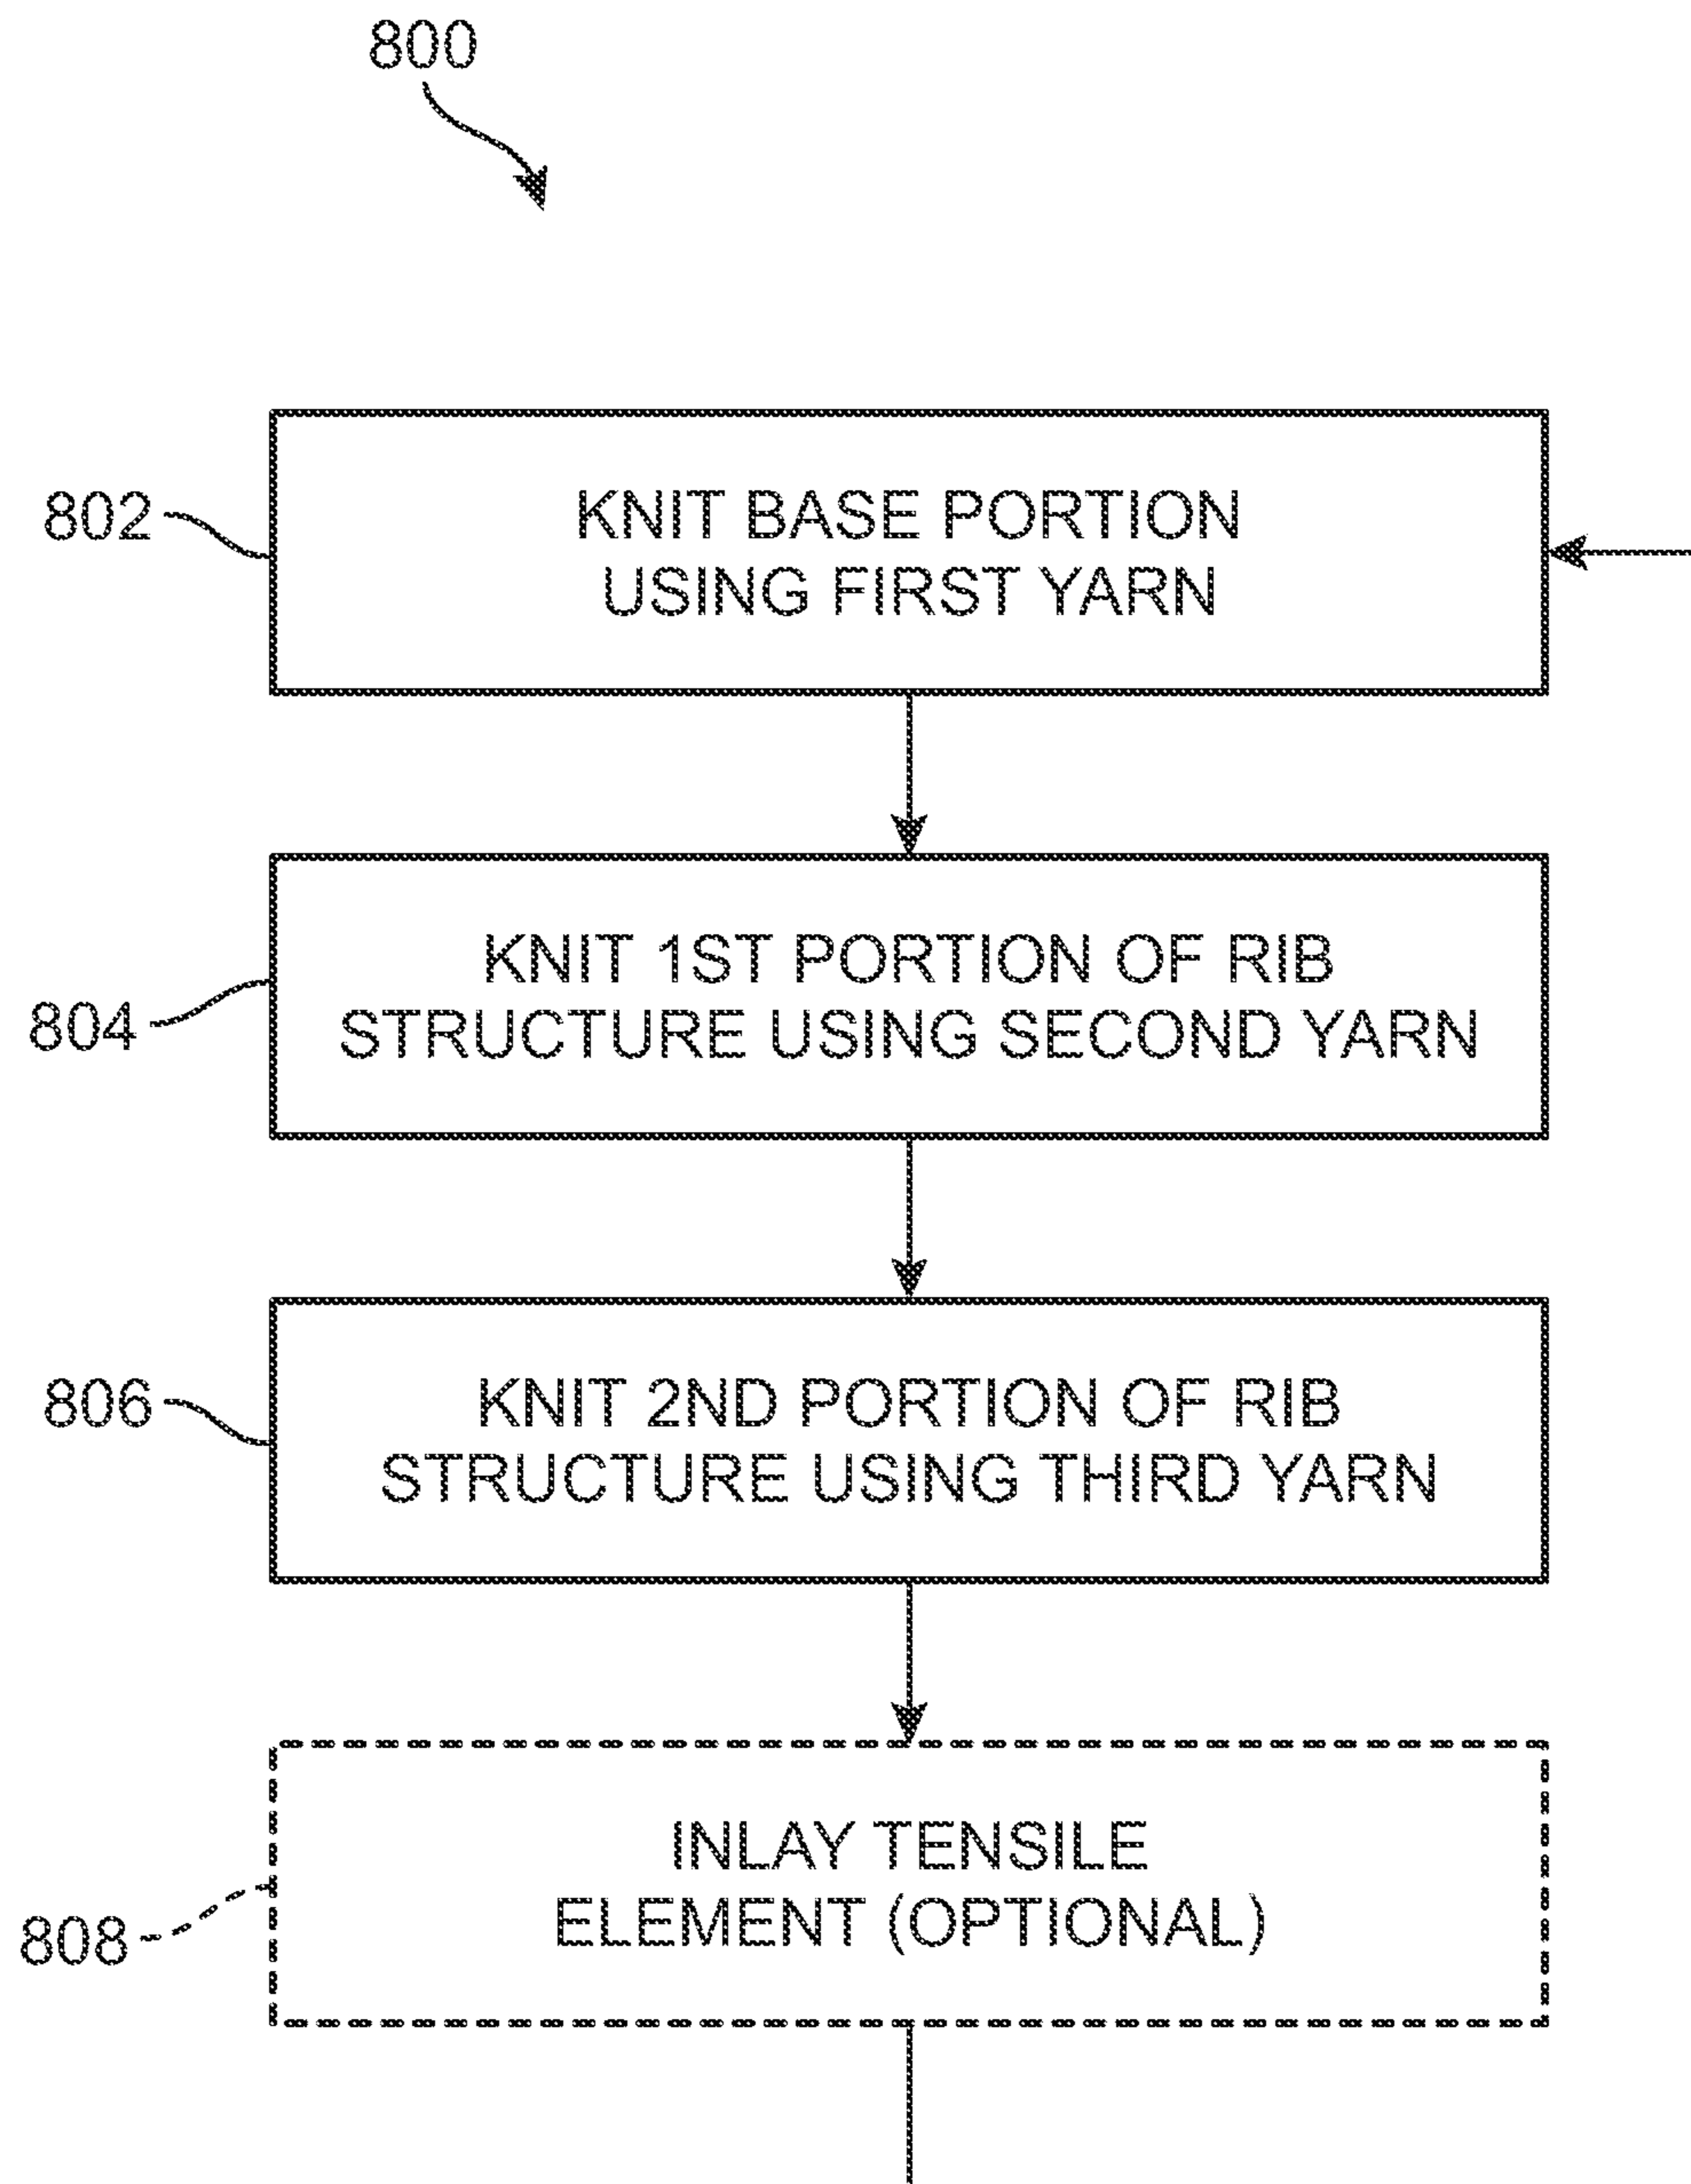 800
802
KNIT BASE PORTION
USING FIRST YARN
804
KNIT 1ST PORTION OF RIB
STRUCTURE USING SECOND YARN
806
KNIT 2ND PORTION OF RIB
STRUCTURE USING THIRD YARN
808
INLAY TENSILE
ELEMENT (OPTIONAL)